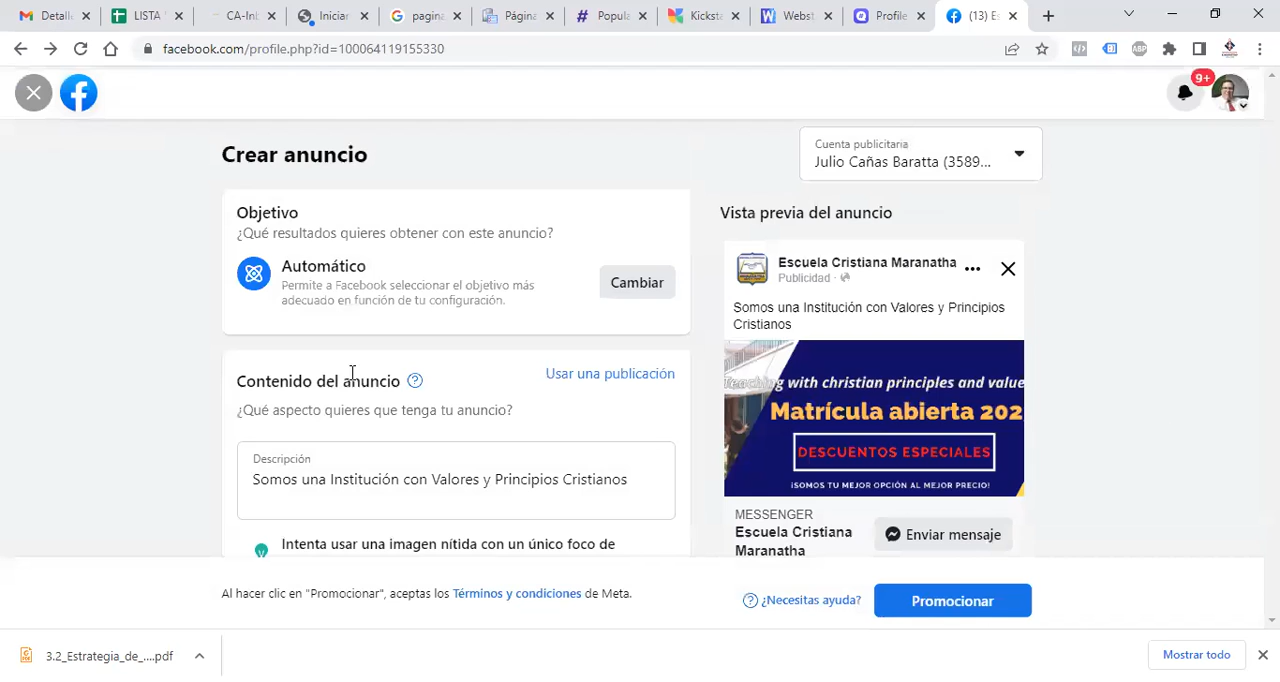 Detalle
LISTA
CA-Inb
Iniciar
pagina
Página
Popula
Kicksta
Webst
Profile
(13) Es
facebook.com/profile.php?id=100064119155330
ABP
9+
Crear anuncio
Cuenta publicitaria
Julio Cañas Baratta (3589...
Objetivo
¿Qué resultados quieres obtener con este anuncio?
Automático
Permite a Facebook seleccionar el objetivo más
adecuado en función de tu configuración.
Cambiar
Contenido del anuncio
Usar una publicación
¿Qué aspecto quieres que tenga tu anuncio?
Descripción
Somos una Institución con Valores y Principios Cristianos
Intenta usar una imagen nítida con un único foco de
Vista previa del anuncio
Escuela Cristiana Maranatha
Publicidad ·
Somos una Institución con Valores y Principios
Cristianos
Teaching with christian principles and value
Matrícula abierta 202
DESCUENTOS ESPECIALES
¡SOMOS TU MEJOR OPCIÓN AL MEJOR PRECIO!
MESSENGER
Escuela Cristiana
Maranatha
Enviar mensaje
Al hacer clic en "Promocionar", aceptas los Términos y condiciones de Meta.
¿Necesitas ayuda?
Promocionar
3.2_Estrategia_de_....pdf
Mostrar todo